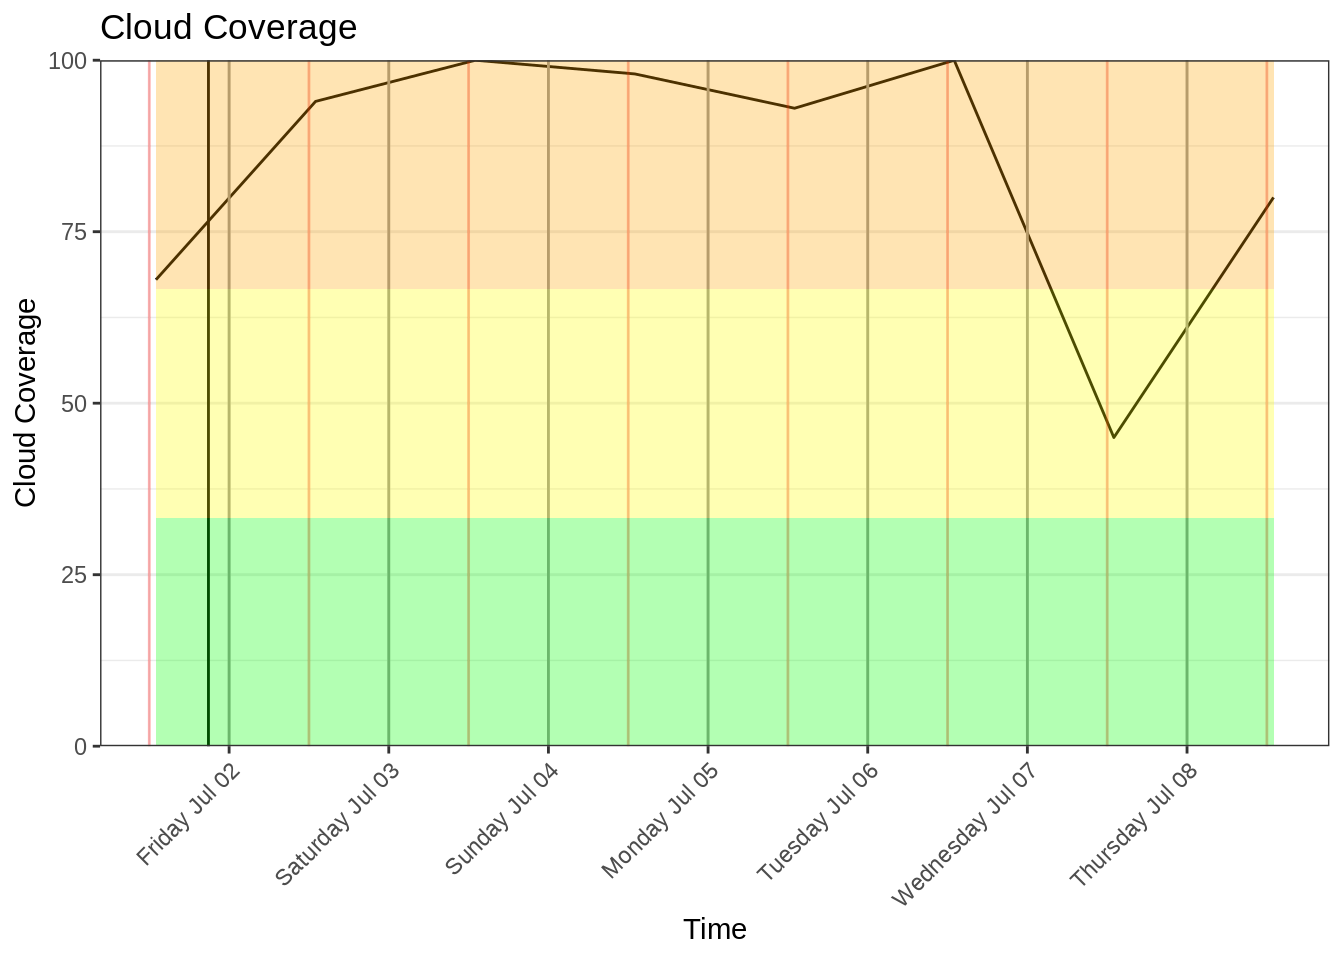 Cloud Coverage
100
75
50
25
0
Cloud Coverage
Friday Jul 02
Saturday Jul 03
Sunday Jul 04
Monday Jul 05
Tuesday Jul 06
Wednesday Jul 07
Thursday Jul 08
Time